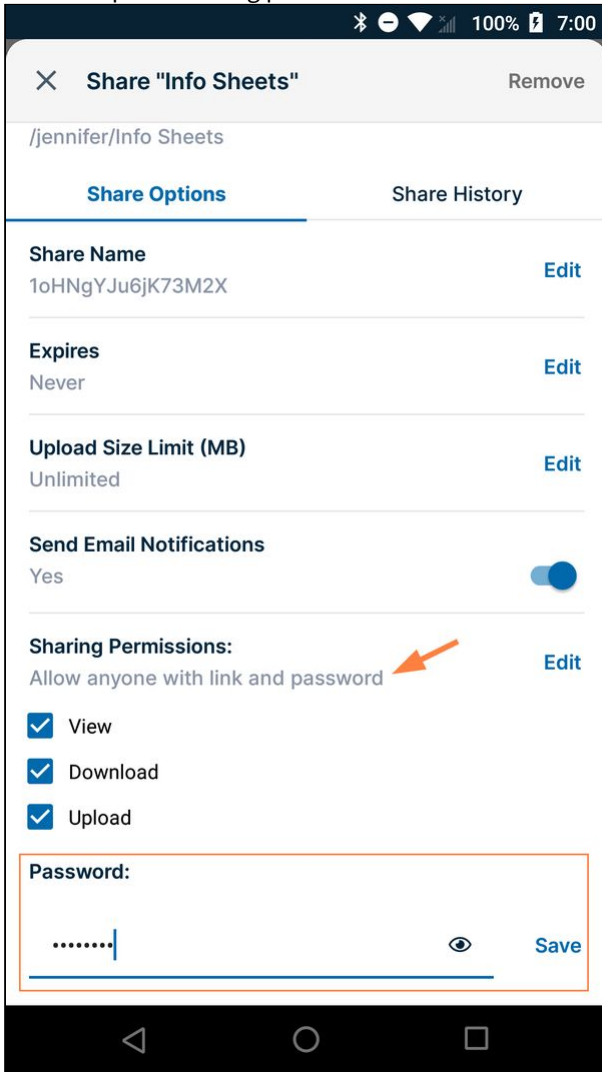 100% 7:00
Share "Info Sheets" Remove
/jennifer/Info Sheets
Share Options Share History
Share Name
1oHNgYJu6jK73M2X Edit
Expires
Never Edit
Upload Size Limit (MB)
Unlimited Edit
Send Email Notifications
Yes
Sharing Permissions:
Allow anyone with link and password Edit
View
Download
Upload
Password:
•••••••• Save